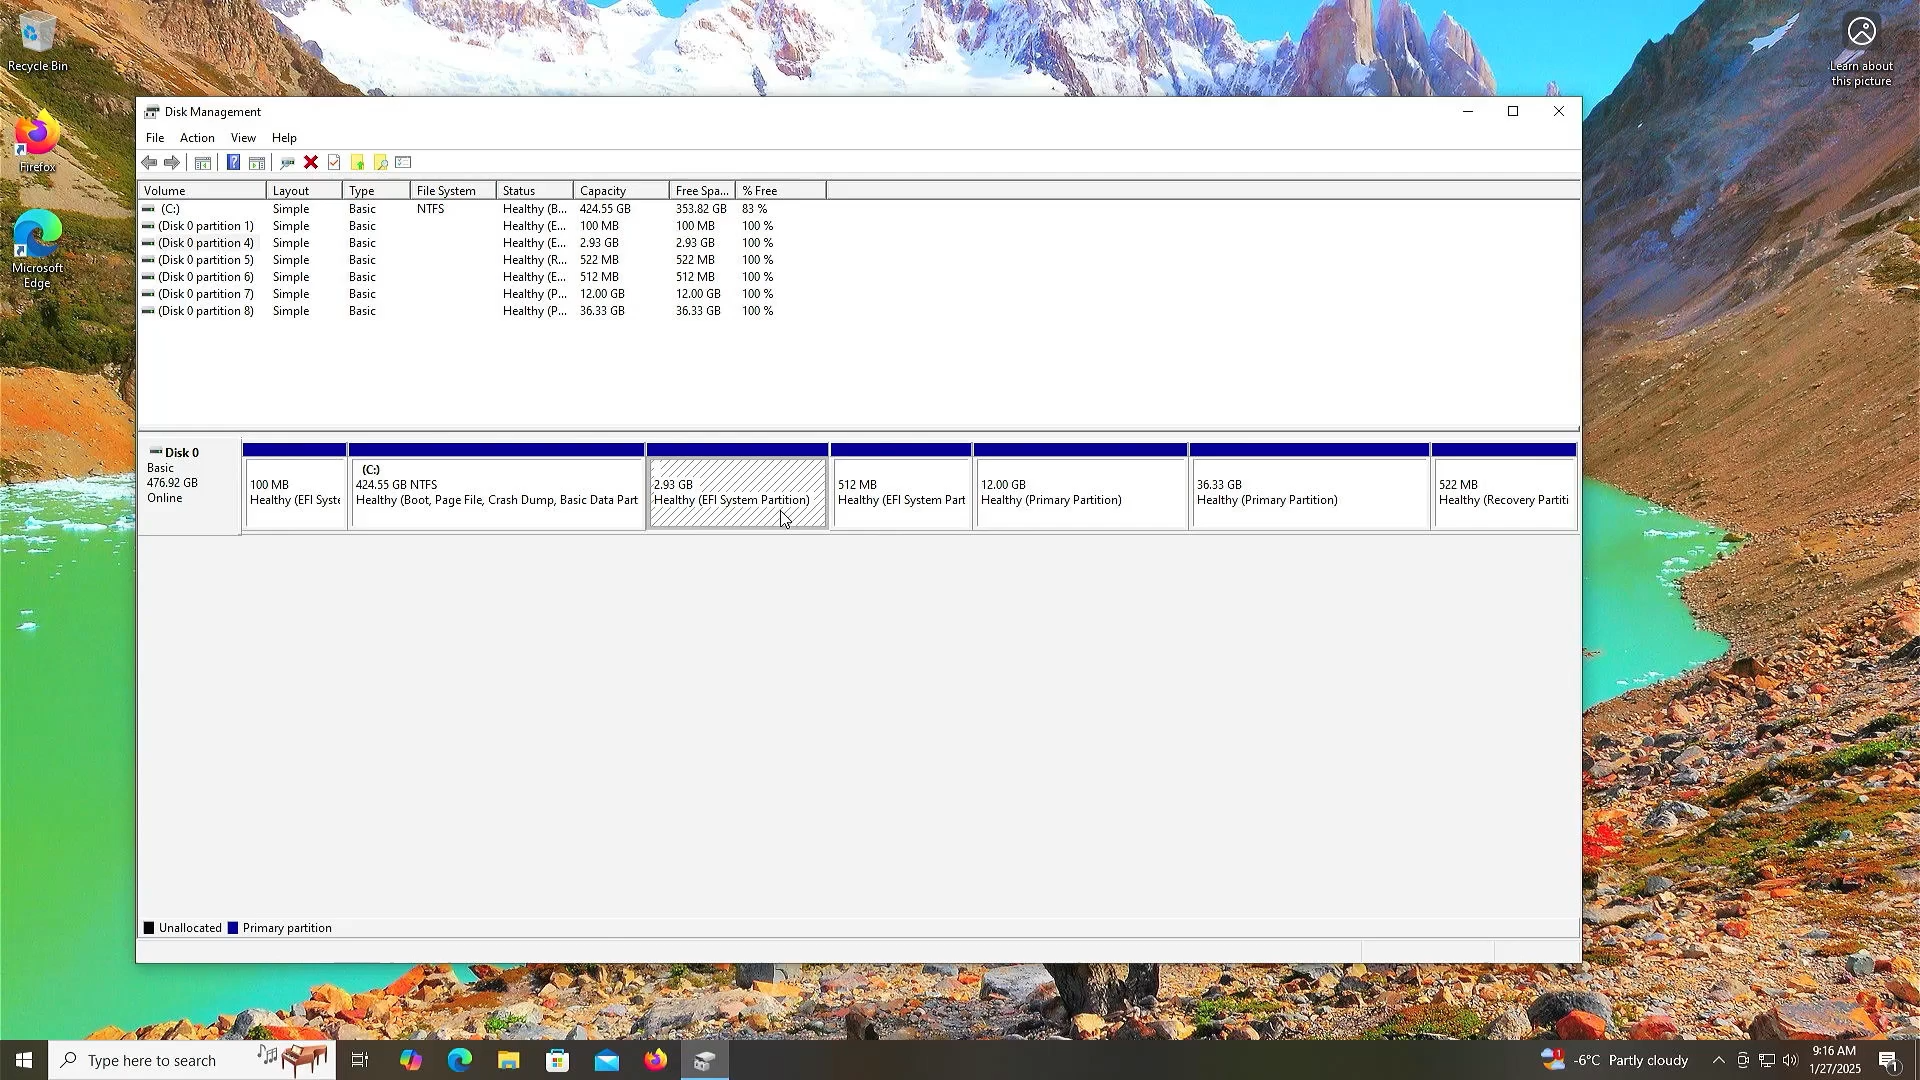 Recycle Bin
Firefox
Microsoft
Edge
Learn about
this picture
Disk Management
File Action View Help
Volume Layout Type File System Status Capacity Free Spa... % Free
(C:) Simple Basic NTFS Healthy (B... 424.55 GB 353.82 GB 83 %
(Disk 0 partition 1) Simple Basic Healthy (E... 100 MB 100 MB 100 %
(Disk 0 partition 4) Simple Basic Healthy (E... 2.93 GB 2.93 GB 100 %
(Disk 0 partition 5) Simple Basic Healthy (R... 522 MB 522 MB 100 %
(Disk 0 partition 6) Simple Basic Healthy (E... 512 MB 512 MB 100 %
(Disk 0 partition 7) Simple Basic Healthy (P... 12.00 GB 12.00 GB 100 %
(Disk 0 partition 8) Simple Basic Healthy (P... 36.33 GB 36.33 GB 100 %
Disk 0
Basic
476.92 GB
Online
100 MB
Healthy (EFI Syste
(C:)
424.55 GB NTFS
Healthy (Boot, Page File, Crash Dump, Basic Data Part
2.93 GB
Healthy (EFI System Partition)
512 MB
Healthy (EFI System Part
12.00 GB
Healthy (Primary Partition)
36.33 GB
Healthy (Primary Partition)
522 MB
Healthy (Recovery Partiti
Unallocated Primary partition
Type here to search
1
-6°C Partly cloudy
9:16 AM
1/27/2025
1